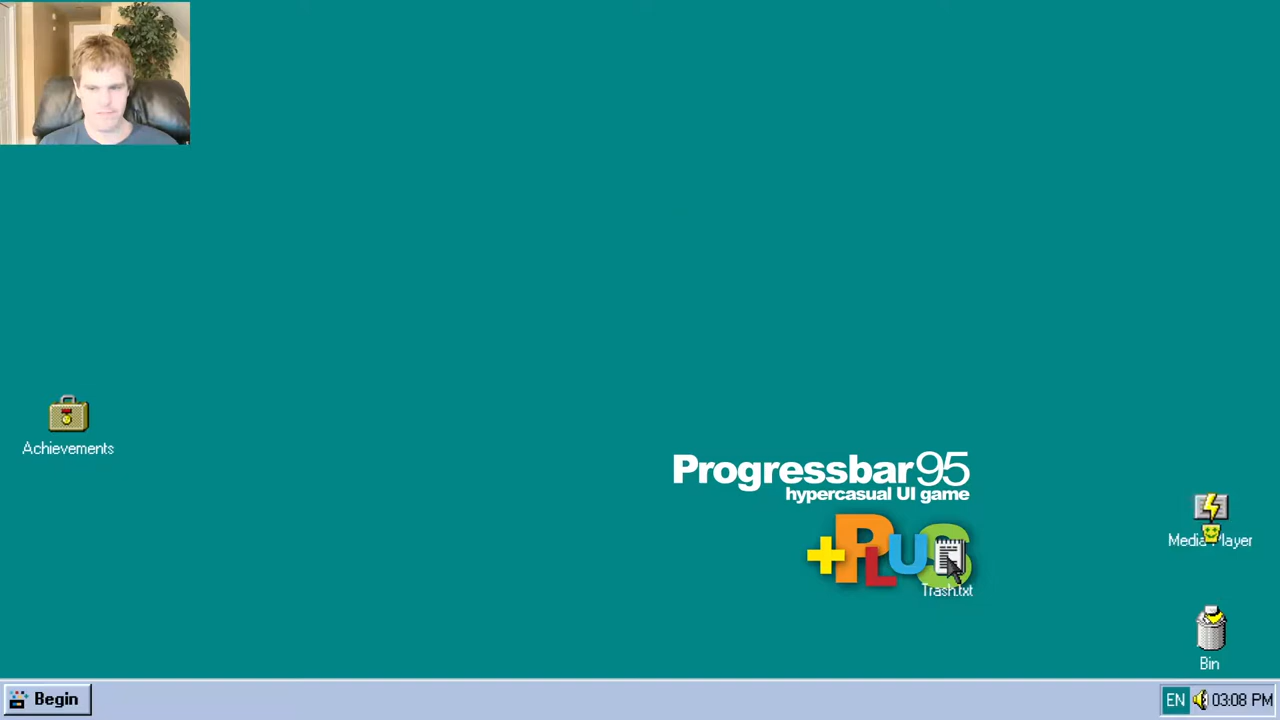 Achievements
Progressbar95
hypercasual UI game
+PLUS
Trash.txt
Media Player
Bin
Begin
EN
03:08 PM